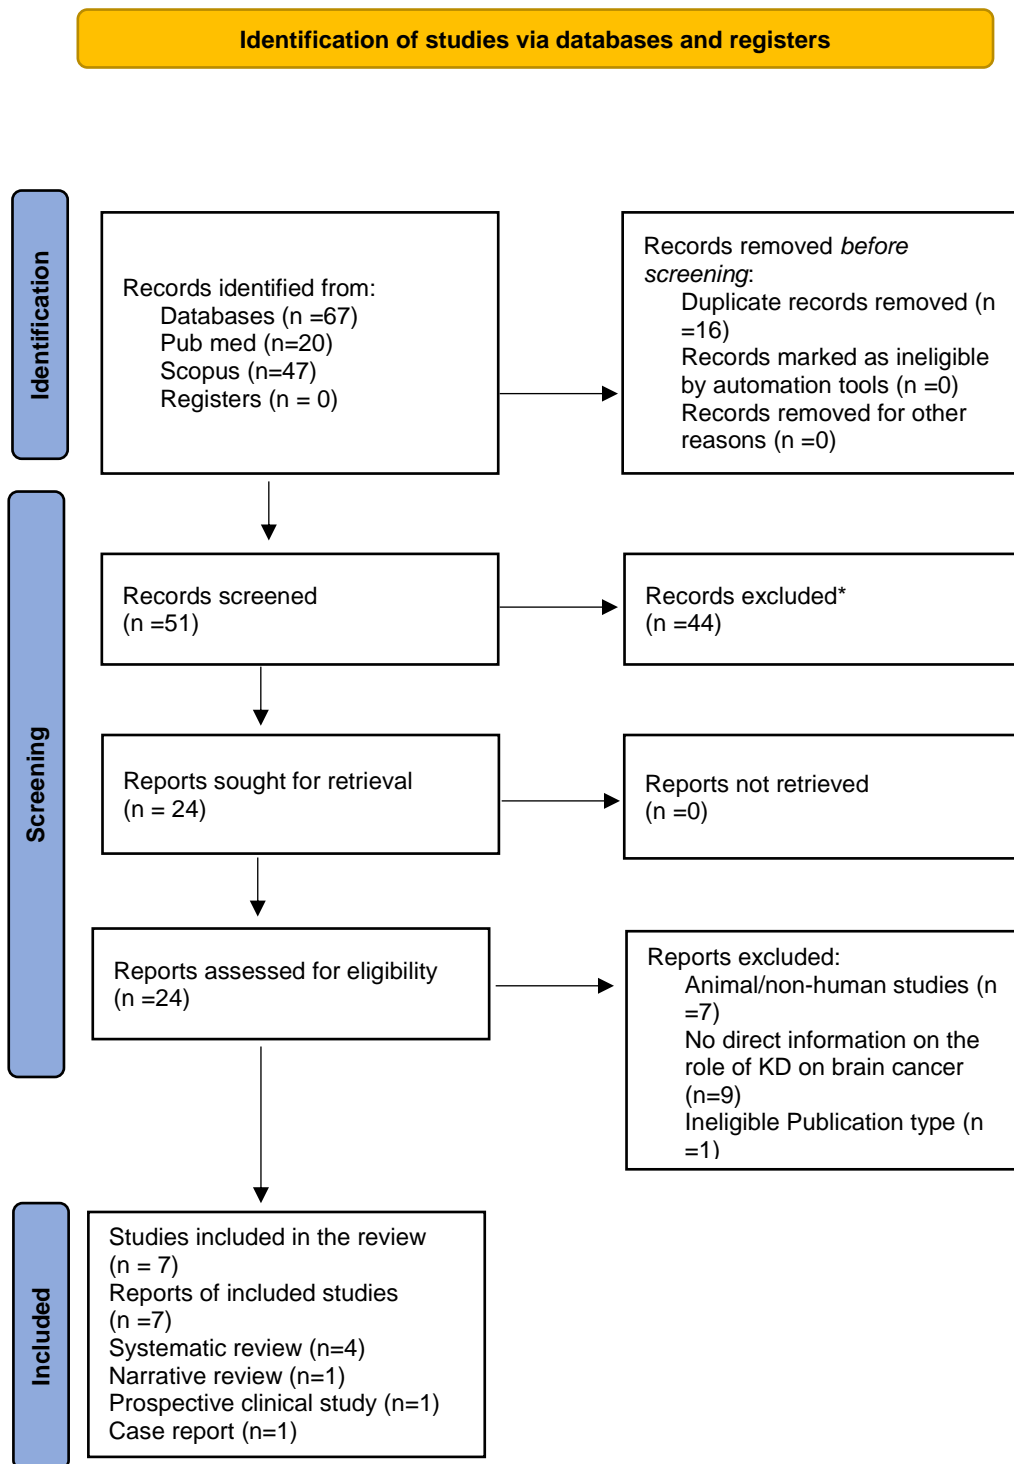 Identification of studies via databases and registers
Identification
Records identified from:
Databases (n =67)
Pub med (n=20)
Scopus (n=47)
Registers (n = 0)
Records removed before
screening:
Duplicate records removed (n
=16)
Records marked as ineligible
by automation tools (n =0)
Records removed for other
reasons (n =0)
Screening
Records screened
(n =51)
Records excluded*
(n =44)
Reports sought for retrieval
(n = 24)
Reports not retrieved
(n =0)
Reports assessed for eligibility
(n =24)
Reports excluded:
Animal/non-human studies (n
=7)
No direct information on the
role of KD on brain cancer
(n=9)
Ineligible Publication type (n
=1)
Included
Studies included in the review
(n = 7)
Reports of included studies
(n =7)
Systematic review (n=4)
Narrative review (n=1)
Prospective clinical study (n=1)
Case report (n=1)